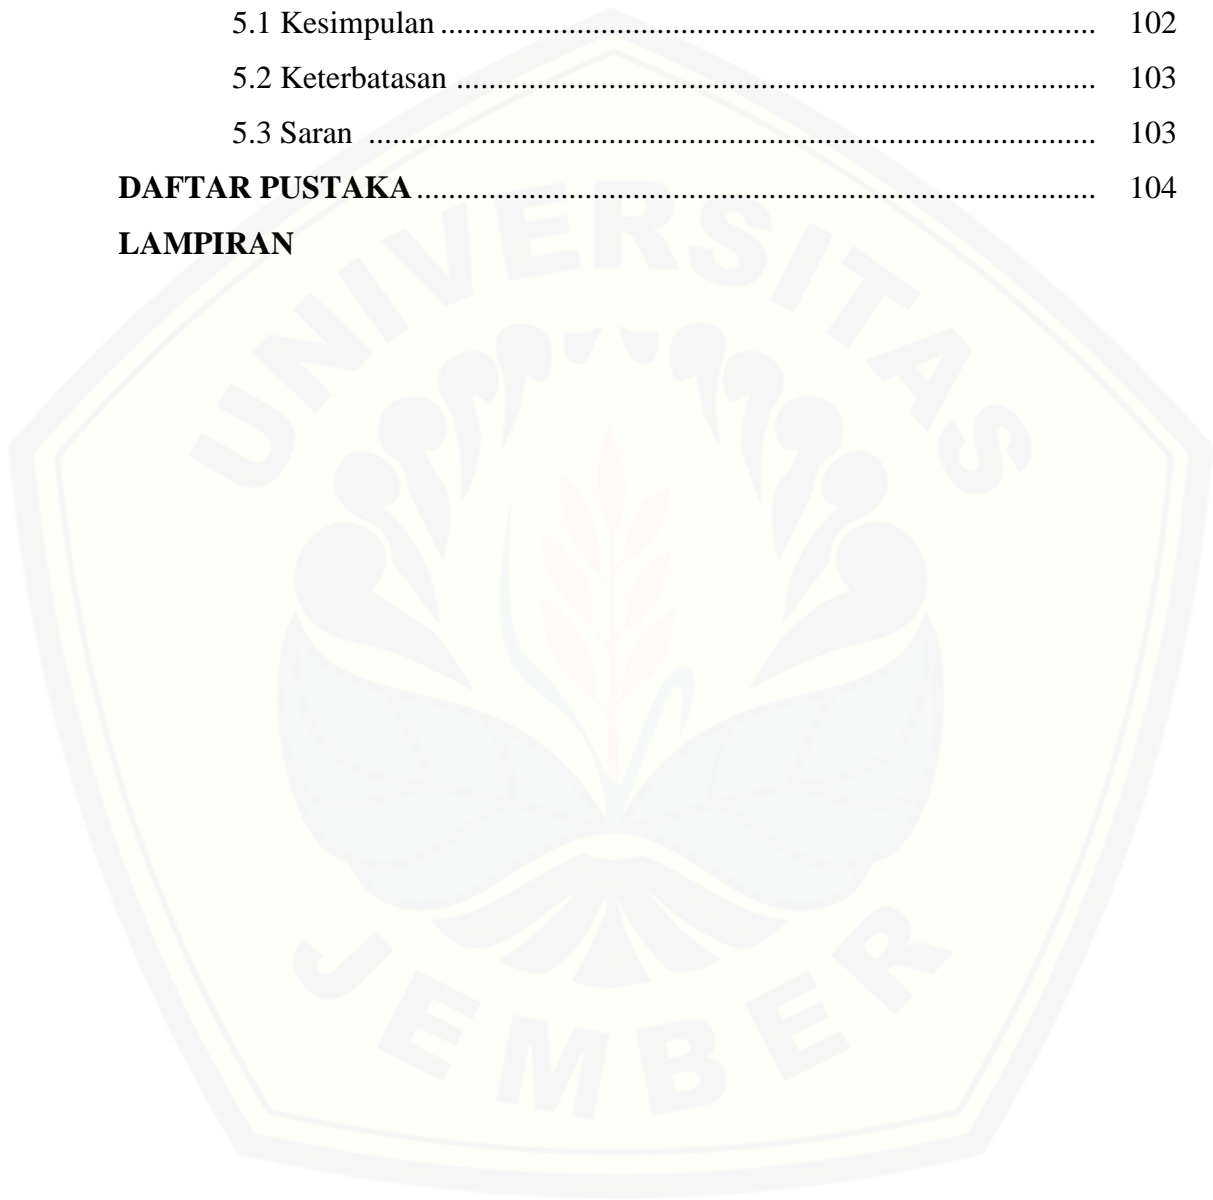 5.1 Kesimpulan ................................................................................. 102
5.2 Keterbatasan ............................................................................... 103
5.3 Saran .......................................................................................... 103
DAFTAR PUSTAKA .................................................................................... 104
LAMPIRAN
UNIVERSITAS
JEMBER